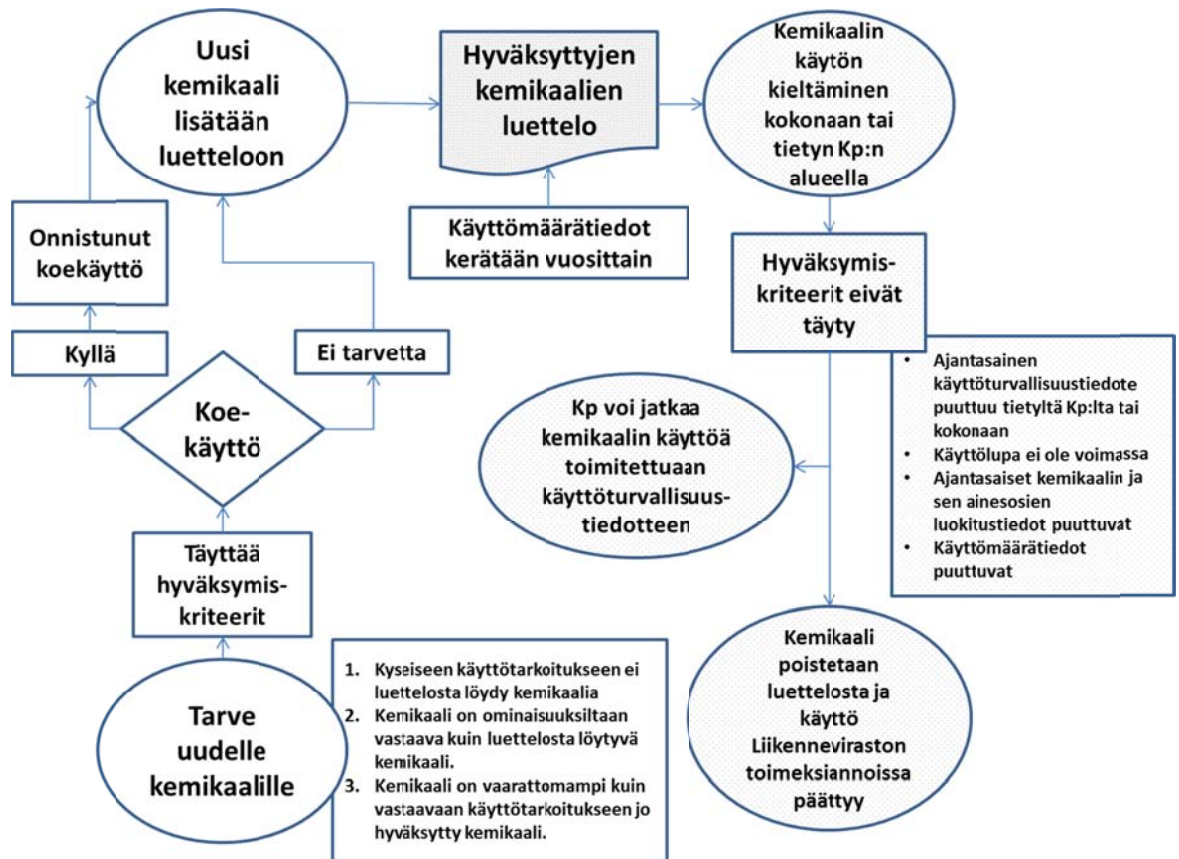 Uusi
kemikaali
lisätään
luetteloon
Hyväksyttyjen
kemikaalien
luettelo
Kemikaalin
käytön
kieltäminen
kokonaan tai
tietyn Kp:n
alueella
Onnistunut
koekäyttö
Käyttömäärätiedot
kerätään vuosittain
Hyväksymis-
kriteerit eivät
täyty
Kyllä
Ei tarvetta
• Ajantasainen
käyttöturvallisuustiedote
puuttuu tietyltä Kp:lta tai
kokonaan
• Käyttölupa ei ole voimassa
• Ajantasaiset kemikaalin ja
sen ainesosien
luokitustiedot puuttuvat
• Käyttömäärätiedot
puuttuvat
Koe-
käyttö
Kp voi jatkaa
kemikaalin käyttöä
toimitettuaan
käyttöturvallisuus-
tiedotteen
Täyttää
hyväksymis-
kriteerit
Tarve
uudelle
kemikaalille
1. Kyseiseen käyttötarkoitukseen ei
luettelosta löydy kemikaalia
2. Kemikaali on ominaisuuksiltaan
vastaava kuin luettelosta löytyvä
kemikaali.
3. Kemikaali on vaarattomampi kuin
vastaavaan käyttötarkoitukseen jo
hyväksytty kemikaali.
Kemikaali
poistetaan
luettelosta ja
käyttö
Liikenneviraston
toimeksiannoissa
päättyy